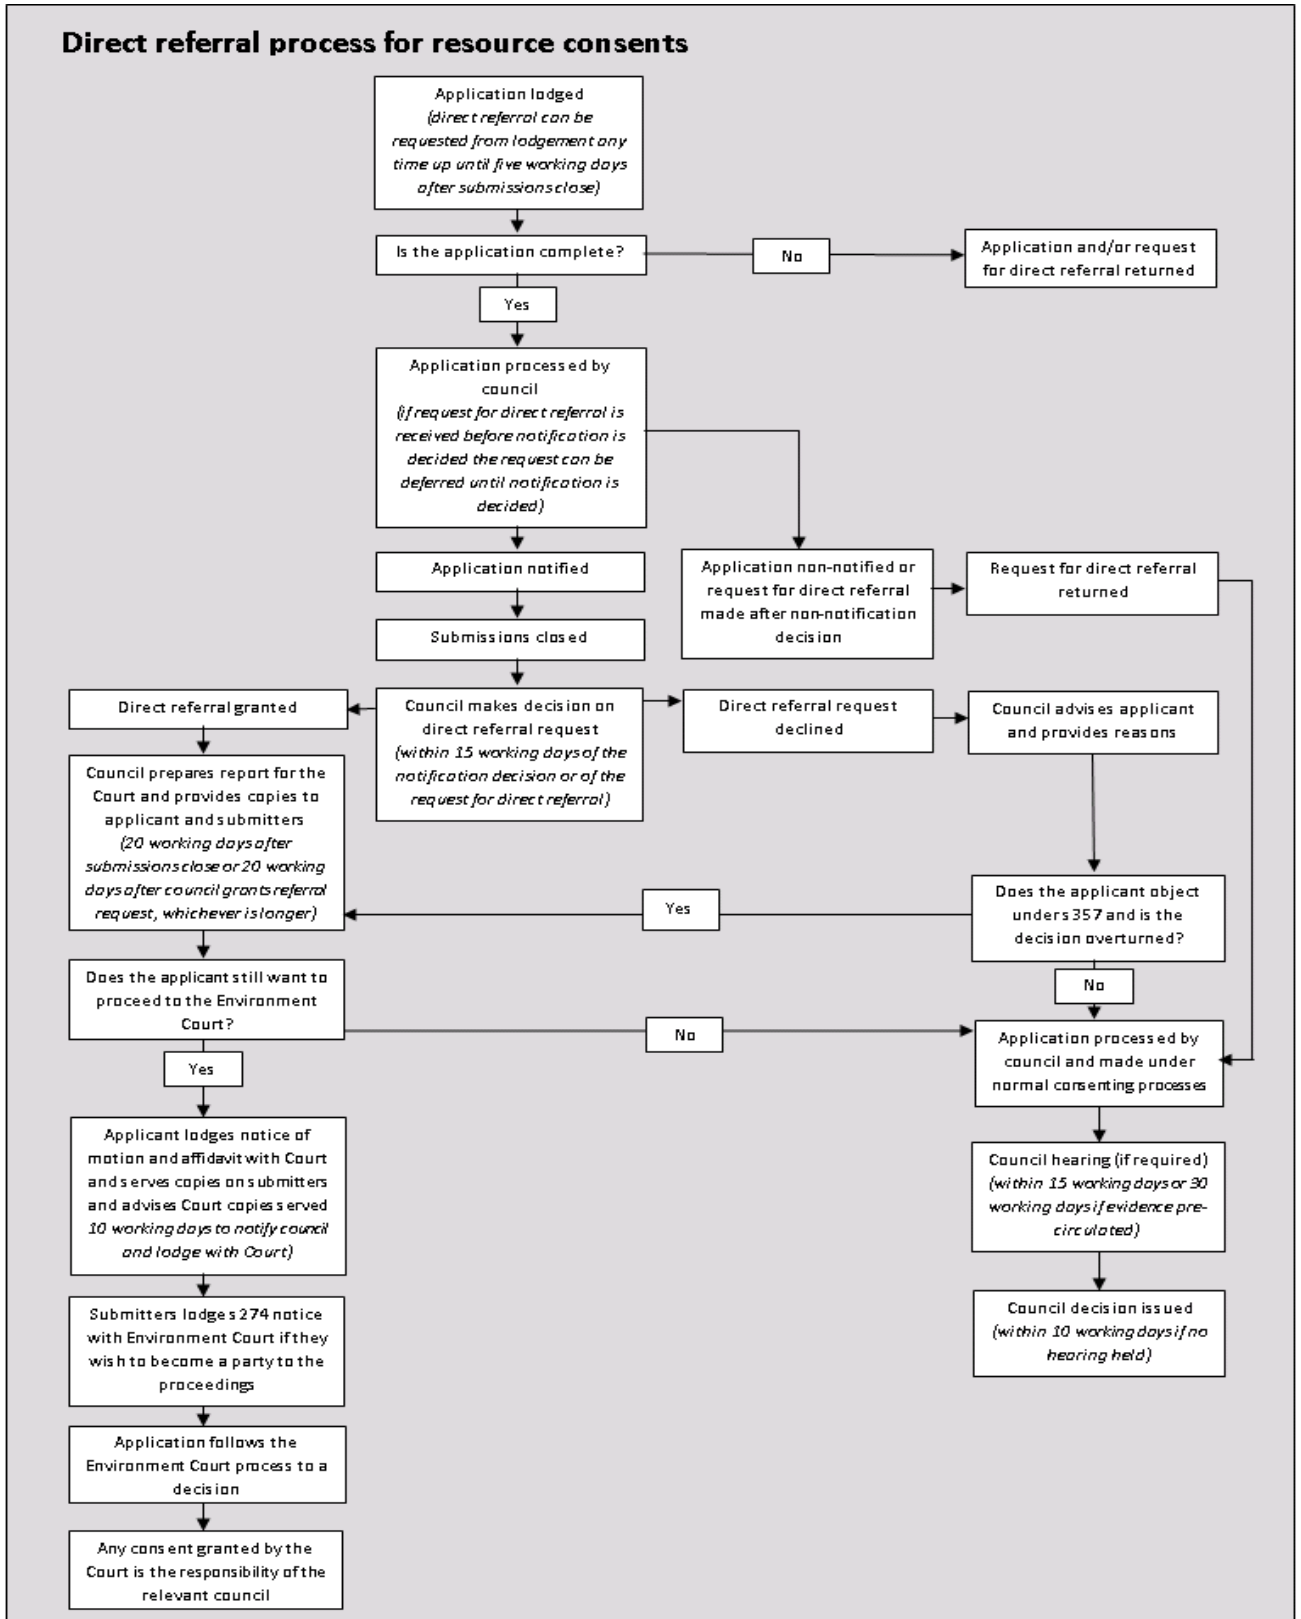 Direct referral process for resource consents
Application lodged
(direct referral can be
requested from lodgement any
time up until five working days
after submissions close)
Is the application complete?
No
Application and/or request
for direct referral returned
Yes
Application processed by
council
(if request for direct referral is
received before notification is
decided the request can be
deferred until notification is
decided)
Application notified
Application non-notified or
request for direct referral
made after non-notification
decision
Request for direct referral
returned
Submissions closed
Direct referral granted
Council makes decision on
direct referral request
(within 15 working days of the
notification decision or of the
request for direct referral)
Direct referral request
declined
Council advises applicant
and provides reasons
Council prepares report for the
Court and provides copies to
applicant and submitters
(20 working days after
submissions close or 20 working
days after council grants referral
request, whichever is longer)
Yes
Does the applicant object
under s 357 and is the
decision overturned?
Does the applicant still want to
proceed to the Environment
Court?
No
No
Application processed by
council and made under
normal consenting processes
Yes
Applicant lodges notice of
motion and affidavit with Court
and serves copies on submitters
and advises Court copies served
10 working days to notify council
and lodge with Court)
Council hearing (if required)
(within 15 working days or 30
working days if evidence pre-
circulated)
Submitters lodge s 274 notice
with Environment Court if they
wish to become a party to the
proceedings
Council decision issued
(within 10 working days if no
hearing held)
Application follows the
Environment Court process to a
decision
Any consent granted by the
Court is the responsibility of the
relevant council